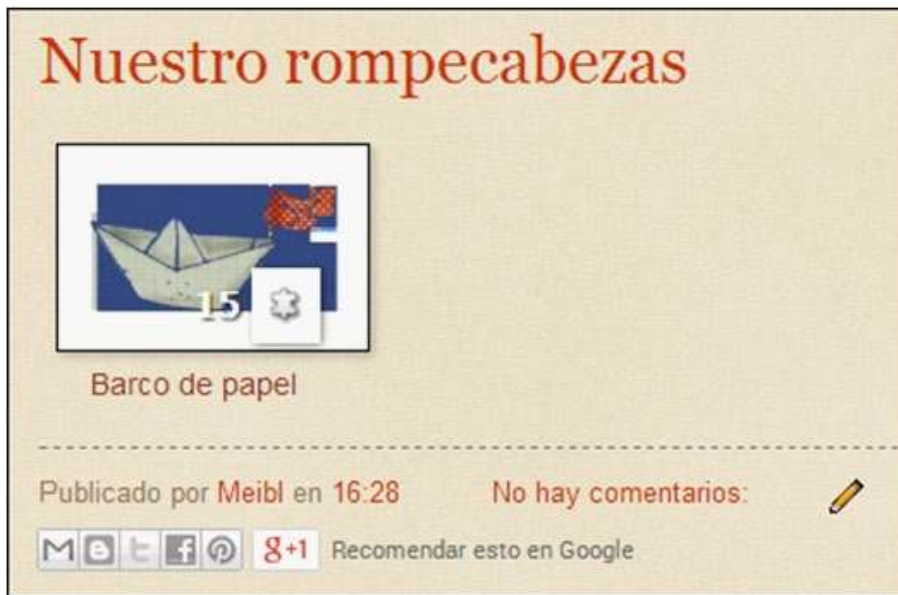 Nuestro rompecabezas
15
Barco de papel
Publicado por Meibl en 16:28 No hay comentarios:
g+1 Recomendar esto en Google